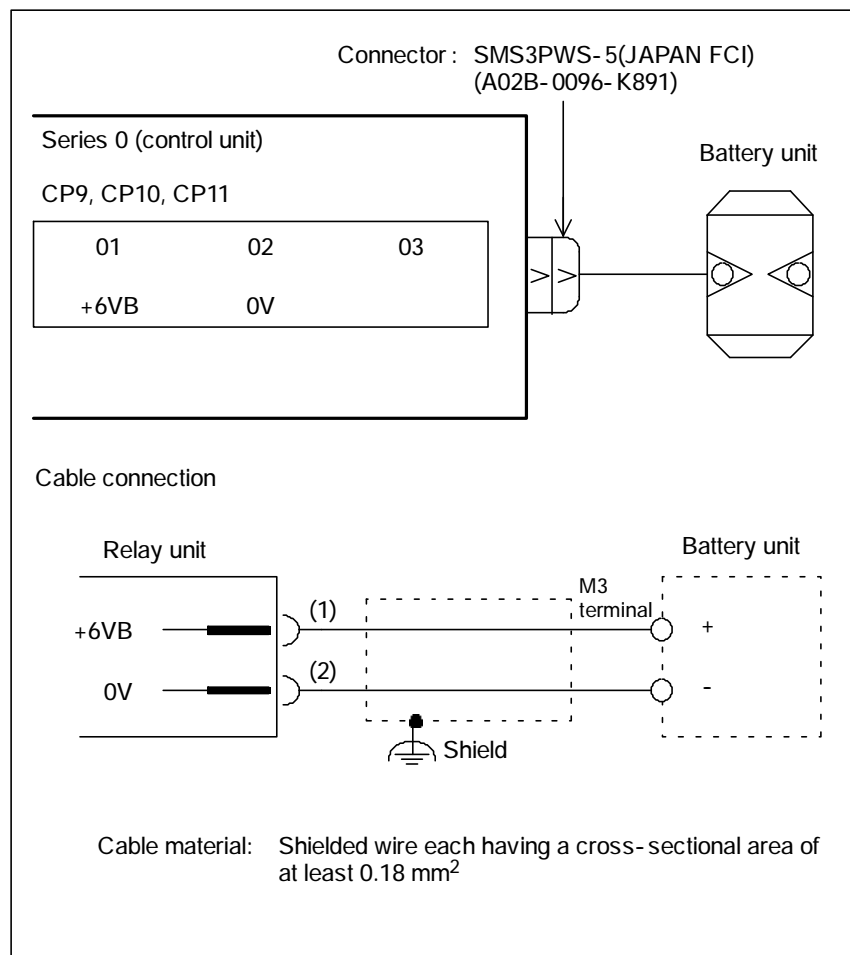 Connector : SMS3PWS-5(JAPAN FCI)
(A02B-0096-K891)
Series 0 (control unit)
Battery unit
CP9, CP10, CP11
01 02 03
+6VB 0V
Cable connection
Relay unit
Battery unit
M3
terminal
+6VB (1) +
0V (2) -
Shield
Cable material: Shielded wire each having a cross-sectional area of
at least 0.18 mm²